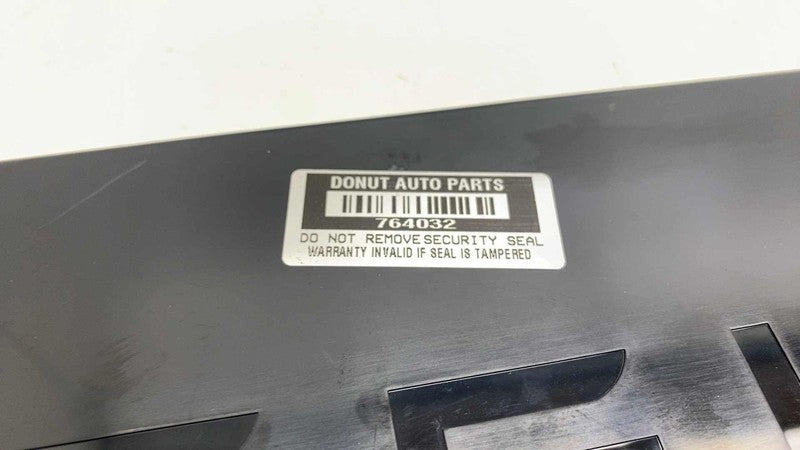 DONUT AUTO PARTS
764032
DO NOT REMOVE SECURITY SEAL
WARRANTY INVALID IF SEAL IS TAMPERED